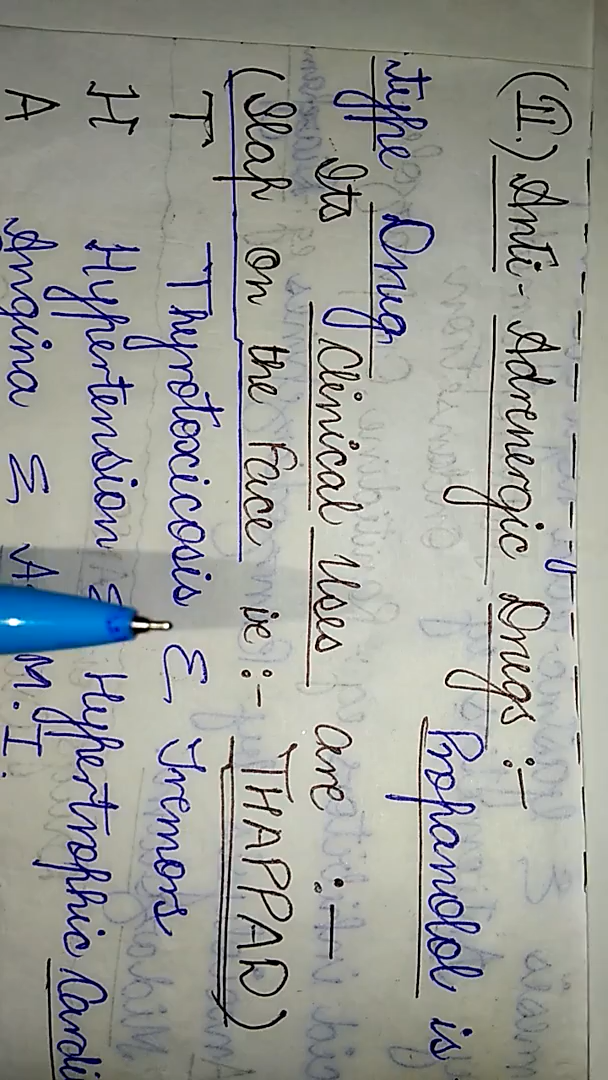 (II.) Anti-Adrenergic Drugs :-
Propanolol is
type Drug
Its Clinical Uses are :-
(Slap on the Face ie :- THAPPAD)
T Thyrotoxicosis & Tremors
H Hypertension & Hypertrophic Cardi
A Angina & A. M. I.